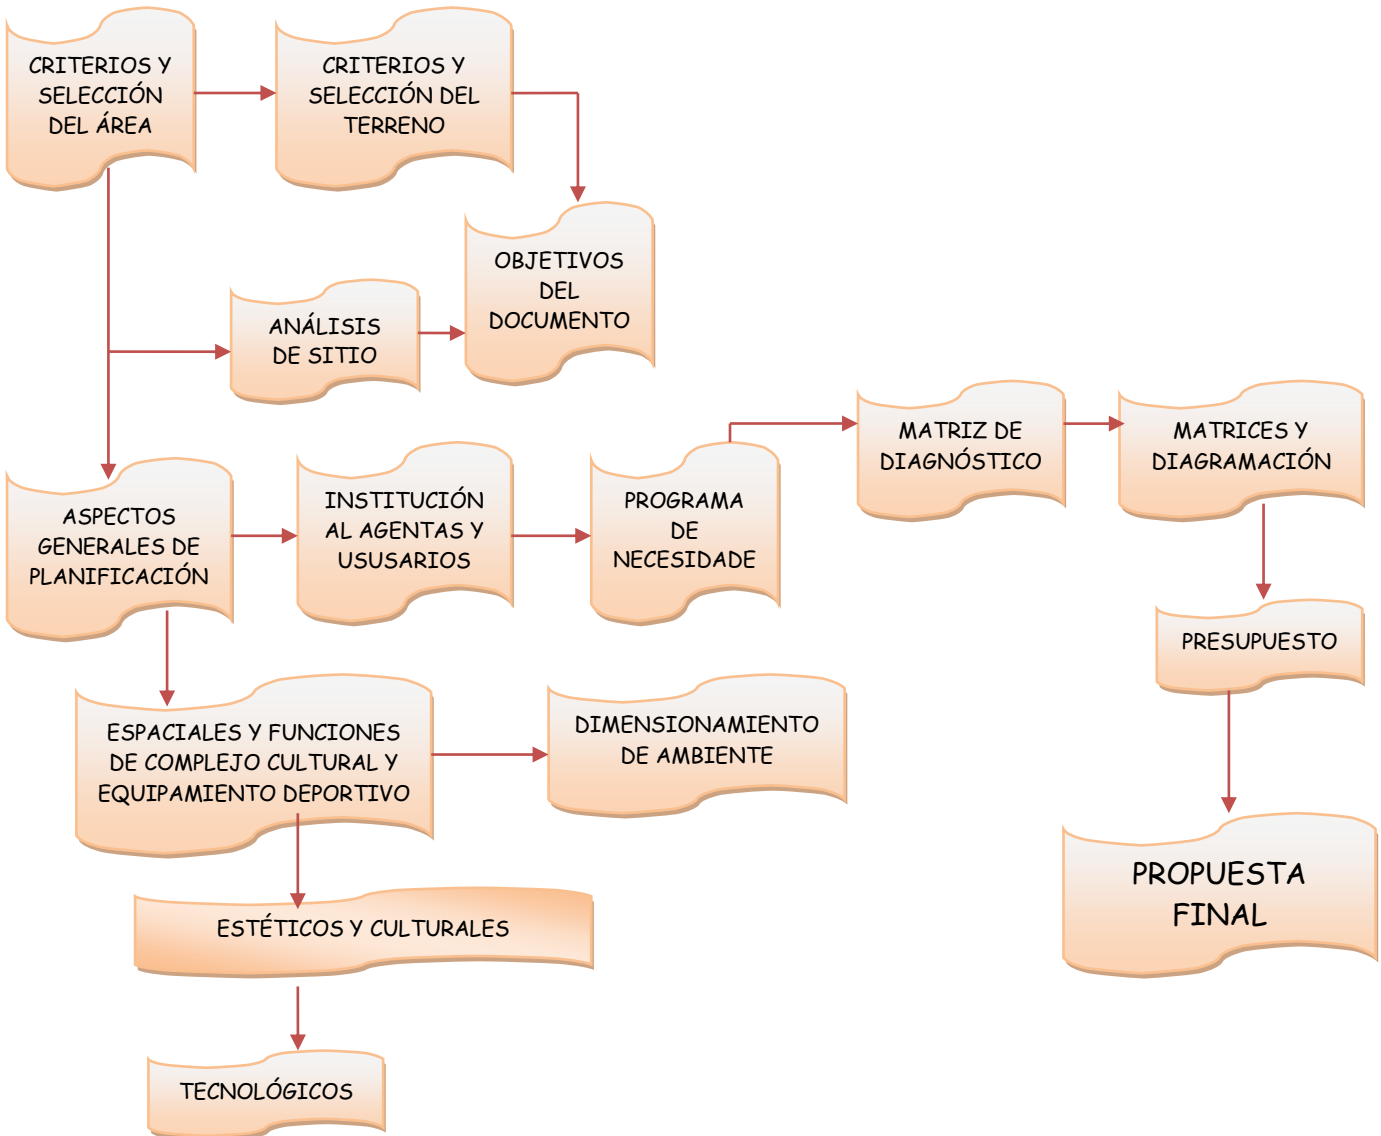 CRITERIOS Y
SELECCIÓN
DEL ÁREA
CRITERIOS Y
SELECCIÓN DEL
TERRENO
OBJETIVOS
DEL
DOCUMENTO
ANÁLISIS
DE SITIO
MATRIZ DE
DIAGNÓSTICO
MATRICES Y
DIAGRAMACIÓN
ASPECTOS
GENERALES DE
PLANIFICACIÓN
INSTITUCIÓN
AL AGENTAS Y
USUSARIOS
PROGRAMA
DE
NECESIDADE
PRESUPUESTO
ESPACIALES Y FUNCIONES
DE COMPLEJO CULTURAL Y
EQUIPAMIENTO DEPORTIVO
DIMENSIONAMIENTO
DE AMBIENTE
PROPUESTA
FINAL
ESTÉTICOS Y CULTURALES
TECNOLÓGICOS